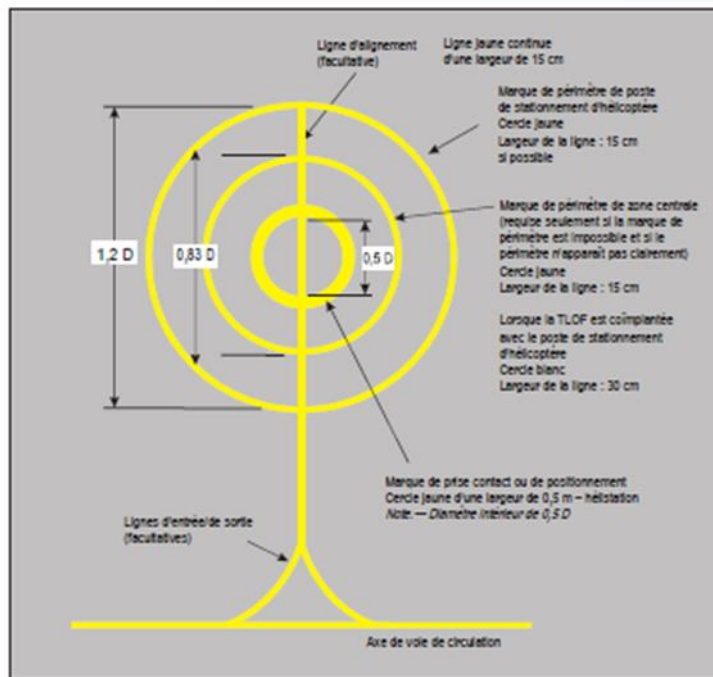 Ligne d'alignement
(facultative)
Ligne jaune continue
d'une largeur de 15 cm
Marque de périmètre de poste
de stationnement d'hélicoptère
Cercle jaune
Largeur de la ligne : 15 cm
si possible
Marque de périmètre de zone centrale
(requise seulement si la marque de
périmètre est impossible et si le
périmètre n'apparaît pas clairement)
Cercle jaune
Largeur de la ligne : 15 cm
1,2 D
0,83 D
0,5 D
Lorsque la TLOF est coïmplantée
avec le poste de stationnement
d'hélicoptère
Cercle blanc
Largeur de la ligne : 30 cm
Marque de prise contact ou de positionnement
Cercle jaune d'une largeur de 0,5 m – hélistation
Note. — Diamètre intérieur de 0,5 D
Lignes d'entrée/de sortie
(facultatives)
Axe de voie de circulation